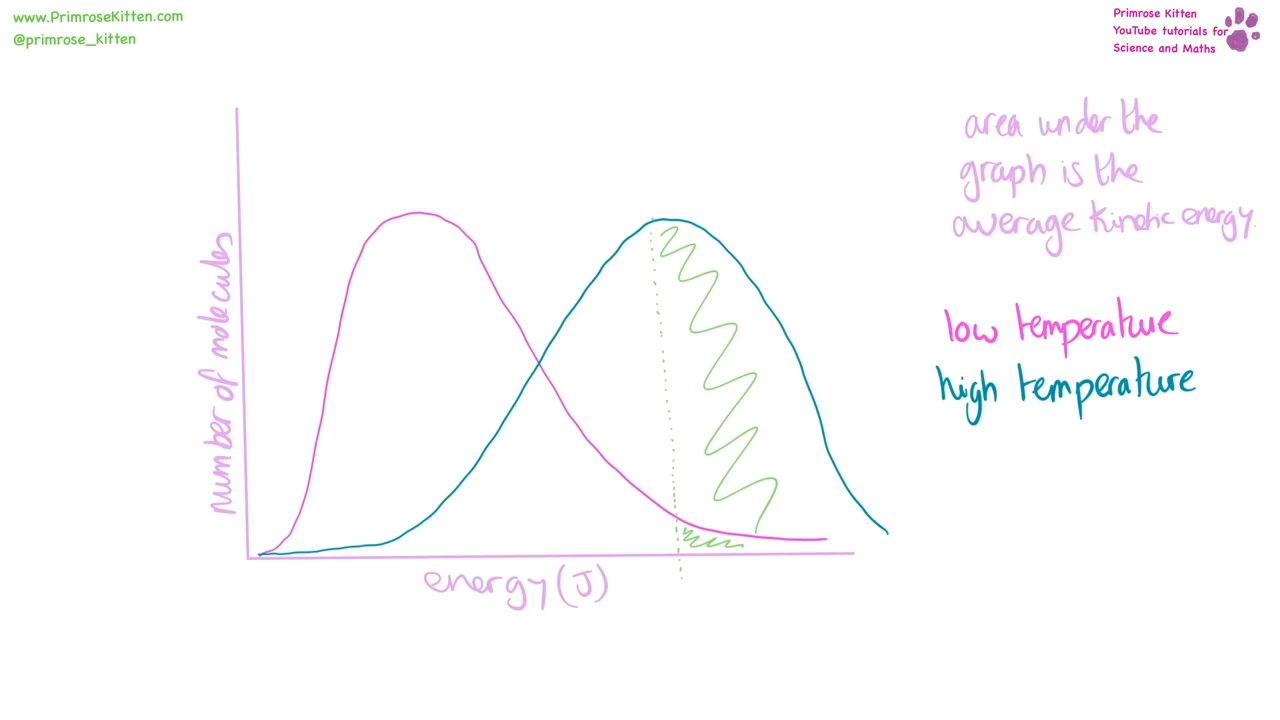 www.PrimroseKitten.com
@primrose_kitten
Primrose Kitten
YouTube tutorials for
Science and Maths
area under the
graph is the
average kinetic energy.
low temperature
high temperature
number of molecules
energy (J)